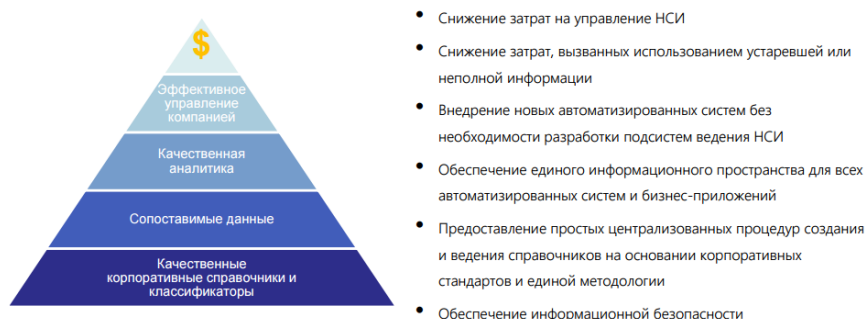 $
Эффективное
управление
компанией
Качественная
аналитика
Сопоставимые данные
Качественные
корпоративные справочники и
классификаторы
• Снижение затрат на управление НСИ
• Снижение затрат, вызванных использованием устаревшей или
неполной информации
• Внедрение новых автоматизированных систем без
необходимости разработки подсистем ведения НСИ
• Обеспечение единого информационного пространства для всех
автоматизированных систем и бизнес-приложений
• Предоставление простых централизованных процедур создания
и ведения справочников на основании корпоративных
стандартов и единой методологии
• Обеспечение информационной безопасности